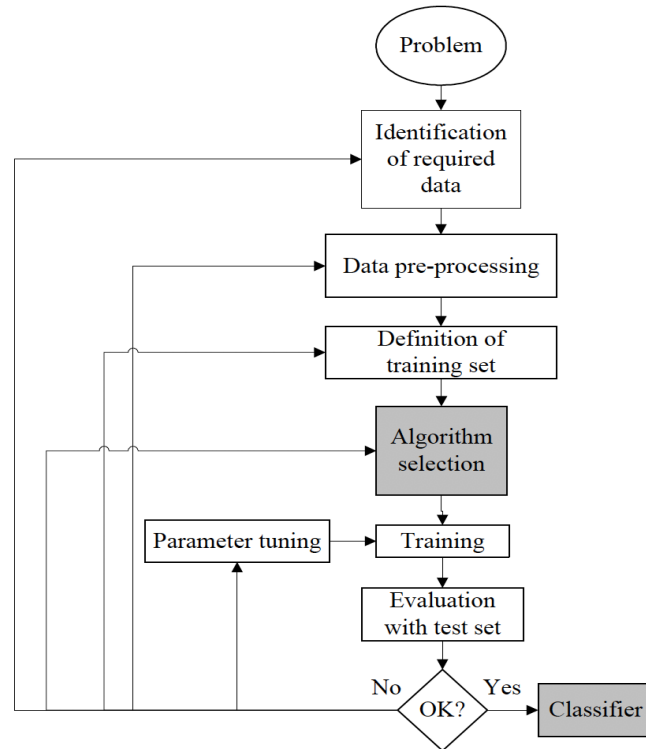 Problem
Identification
of required
data
Data pre-processing
Definition of
training set
Algorithm
selection
Parameter tuning
Training
Evaluation
with test set
No
Yes
OK?
Classifier